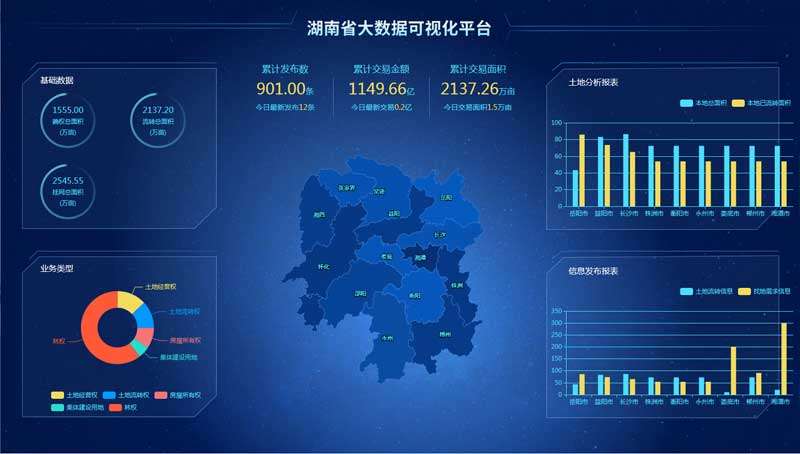 湖南省大数据可视化平台
基础数据
1555.00
确权总面积
(万亩)
2137.20
流转总面积
(万亩)
2545.55
找网总面积
(万亩)
累计发布数
901.00条
今日最新发布12条
累计交易金额
1149.66亿
今日最新交易0.2亿
累计交易面积
2137.26万亩
今日交易面积1.5万亩
张家界
常德
岳阳
湘西
益阳
长沙
怀化
娄底
湘潭
株洲
邵阳
衡阳
永州
郴州
业务类型
土地经营权
土地流转权
房屋所有权
集体建设用地
林权
土地经营权
土地流转权
房屋所有权
集体建设用地
林权
土地分析报表
本地总面积
本地已流转面积
100
80
60
40
20
0
岳阳市
益阳市
长沙市
株洲市
衡阳市
永州市
娄底市
郴州市
湘潭市
信息发布报表
土地流转信息
找地需求信息
350
300
250
200
150
100
50
0
岳阳市
益阳市
长沙市
株洲市
衡阳市
永州市
娄底市
郴州市
湘潭市